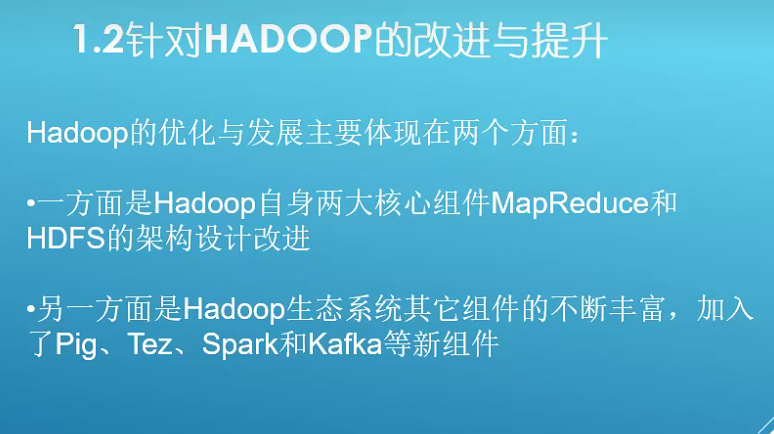 1.2针对HADOOP的改进与提升
Hadoop的优化与发展主要体现在两个方面：
•一方面是Hadoop自身两大核心组件MapReduce和
HDFS的架构设计改进
•另一方面是Hadoop生态系统其它组件的不断丰富，加入
了Pig、Tez、Spark和Kafka等新组件